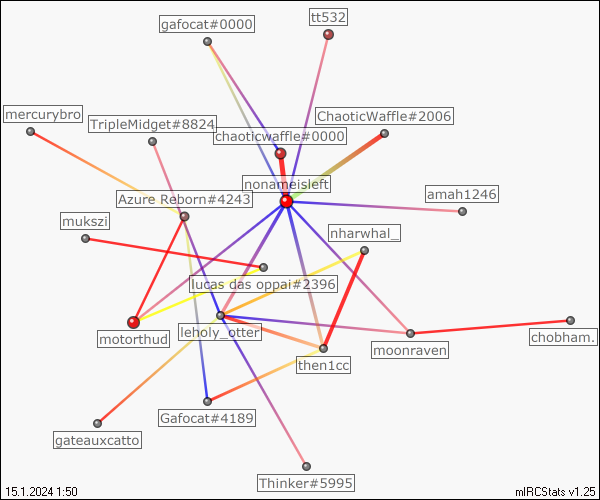 gafocat#0000
tt532
mercurybro
TripleMidget#8824
ChaoticWaffle#2006
chaoticwaffle#0000
nonameisleft
amah1246
Azure Reborn#4243
mukszi
nharwhal_
lucas das oppai#2396
leholy_otter
motorthud
moonraven
chobham.
then1cc
Gafocat#4189
gateauxcatto
Thinker#5995
15.1.2024 1:50
mIRCStats v1.25